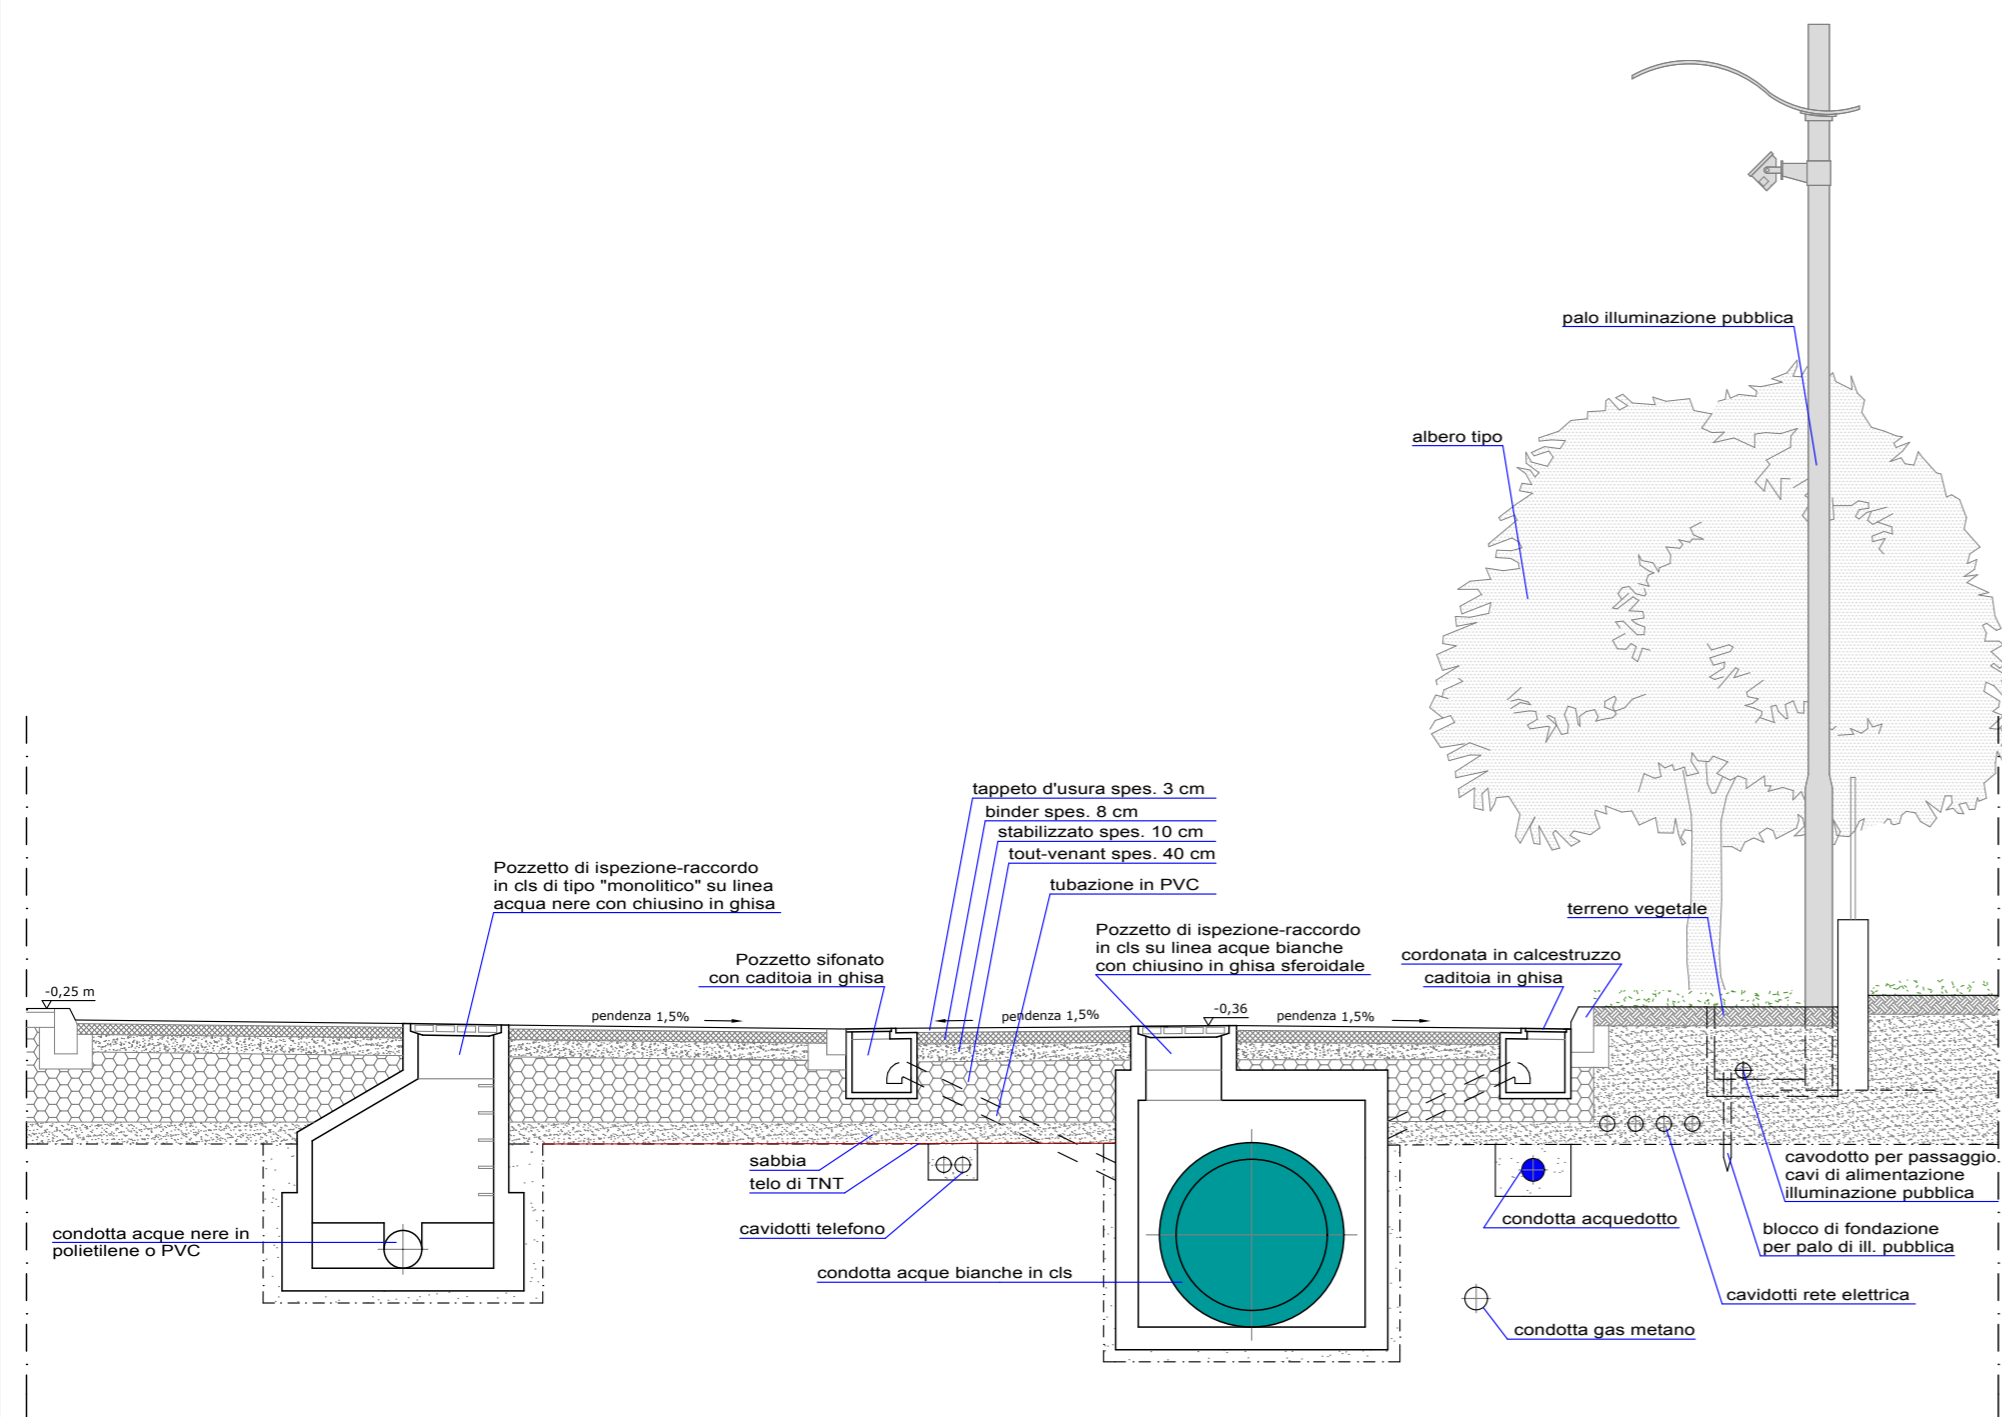 palo illuminazione pubblica
albero tipo
tappeto d'usura spes. 3 cm
binder spes. 8 cm
stabilizzato spes. 10 cm
tout-venant spes. 40 cm
tubazione in PVC
Pozzetto di ispezione-raccordo
in cls di tipo "monolitico" su linea
acqua nere con chiusino in ghisa
terreno vegetale
Pozzetto di ispezione-raccordo
in cls su linea acque bianche
con chiusino in ghisa sferoidale
Pozzetto sifonato
con caditoia in ghisa
cordonata in calcestruzzo
caditoia in ghisa
-0,25 m
pendenza 1,5%
pendenza 1,5%
-0,36
pendenza 1,5%
sabbia
telo di TNT
cavidotti telefono
condotta acque nere in
polietilene o PVC
condotta acque bianche in cls
cavodotto per passaggio
cavi di alimentazione
illuminazione pubblica
condotta acquedotto
blocco di fondazione
per palo di ill. pubblica
cavidotti rete elettrica
condotta gas metano